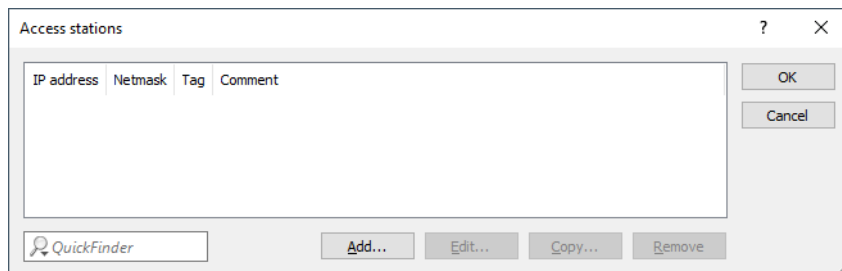 Access stations
IP address Netmask Tag Comment
OK
Cancel
QuickFinder Add... Edit... Copy... Remove